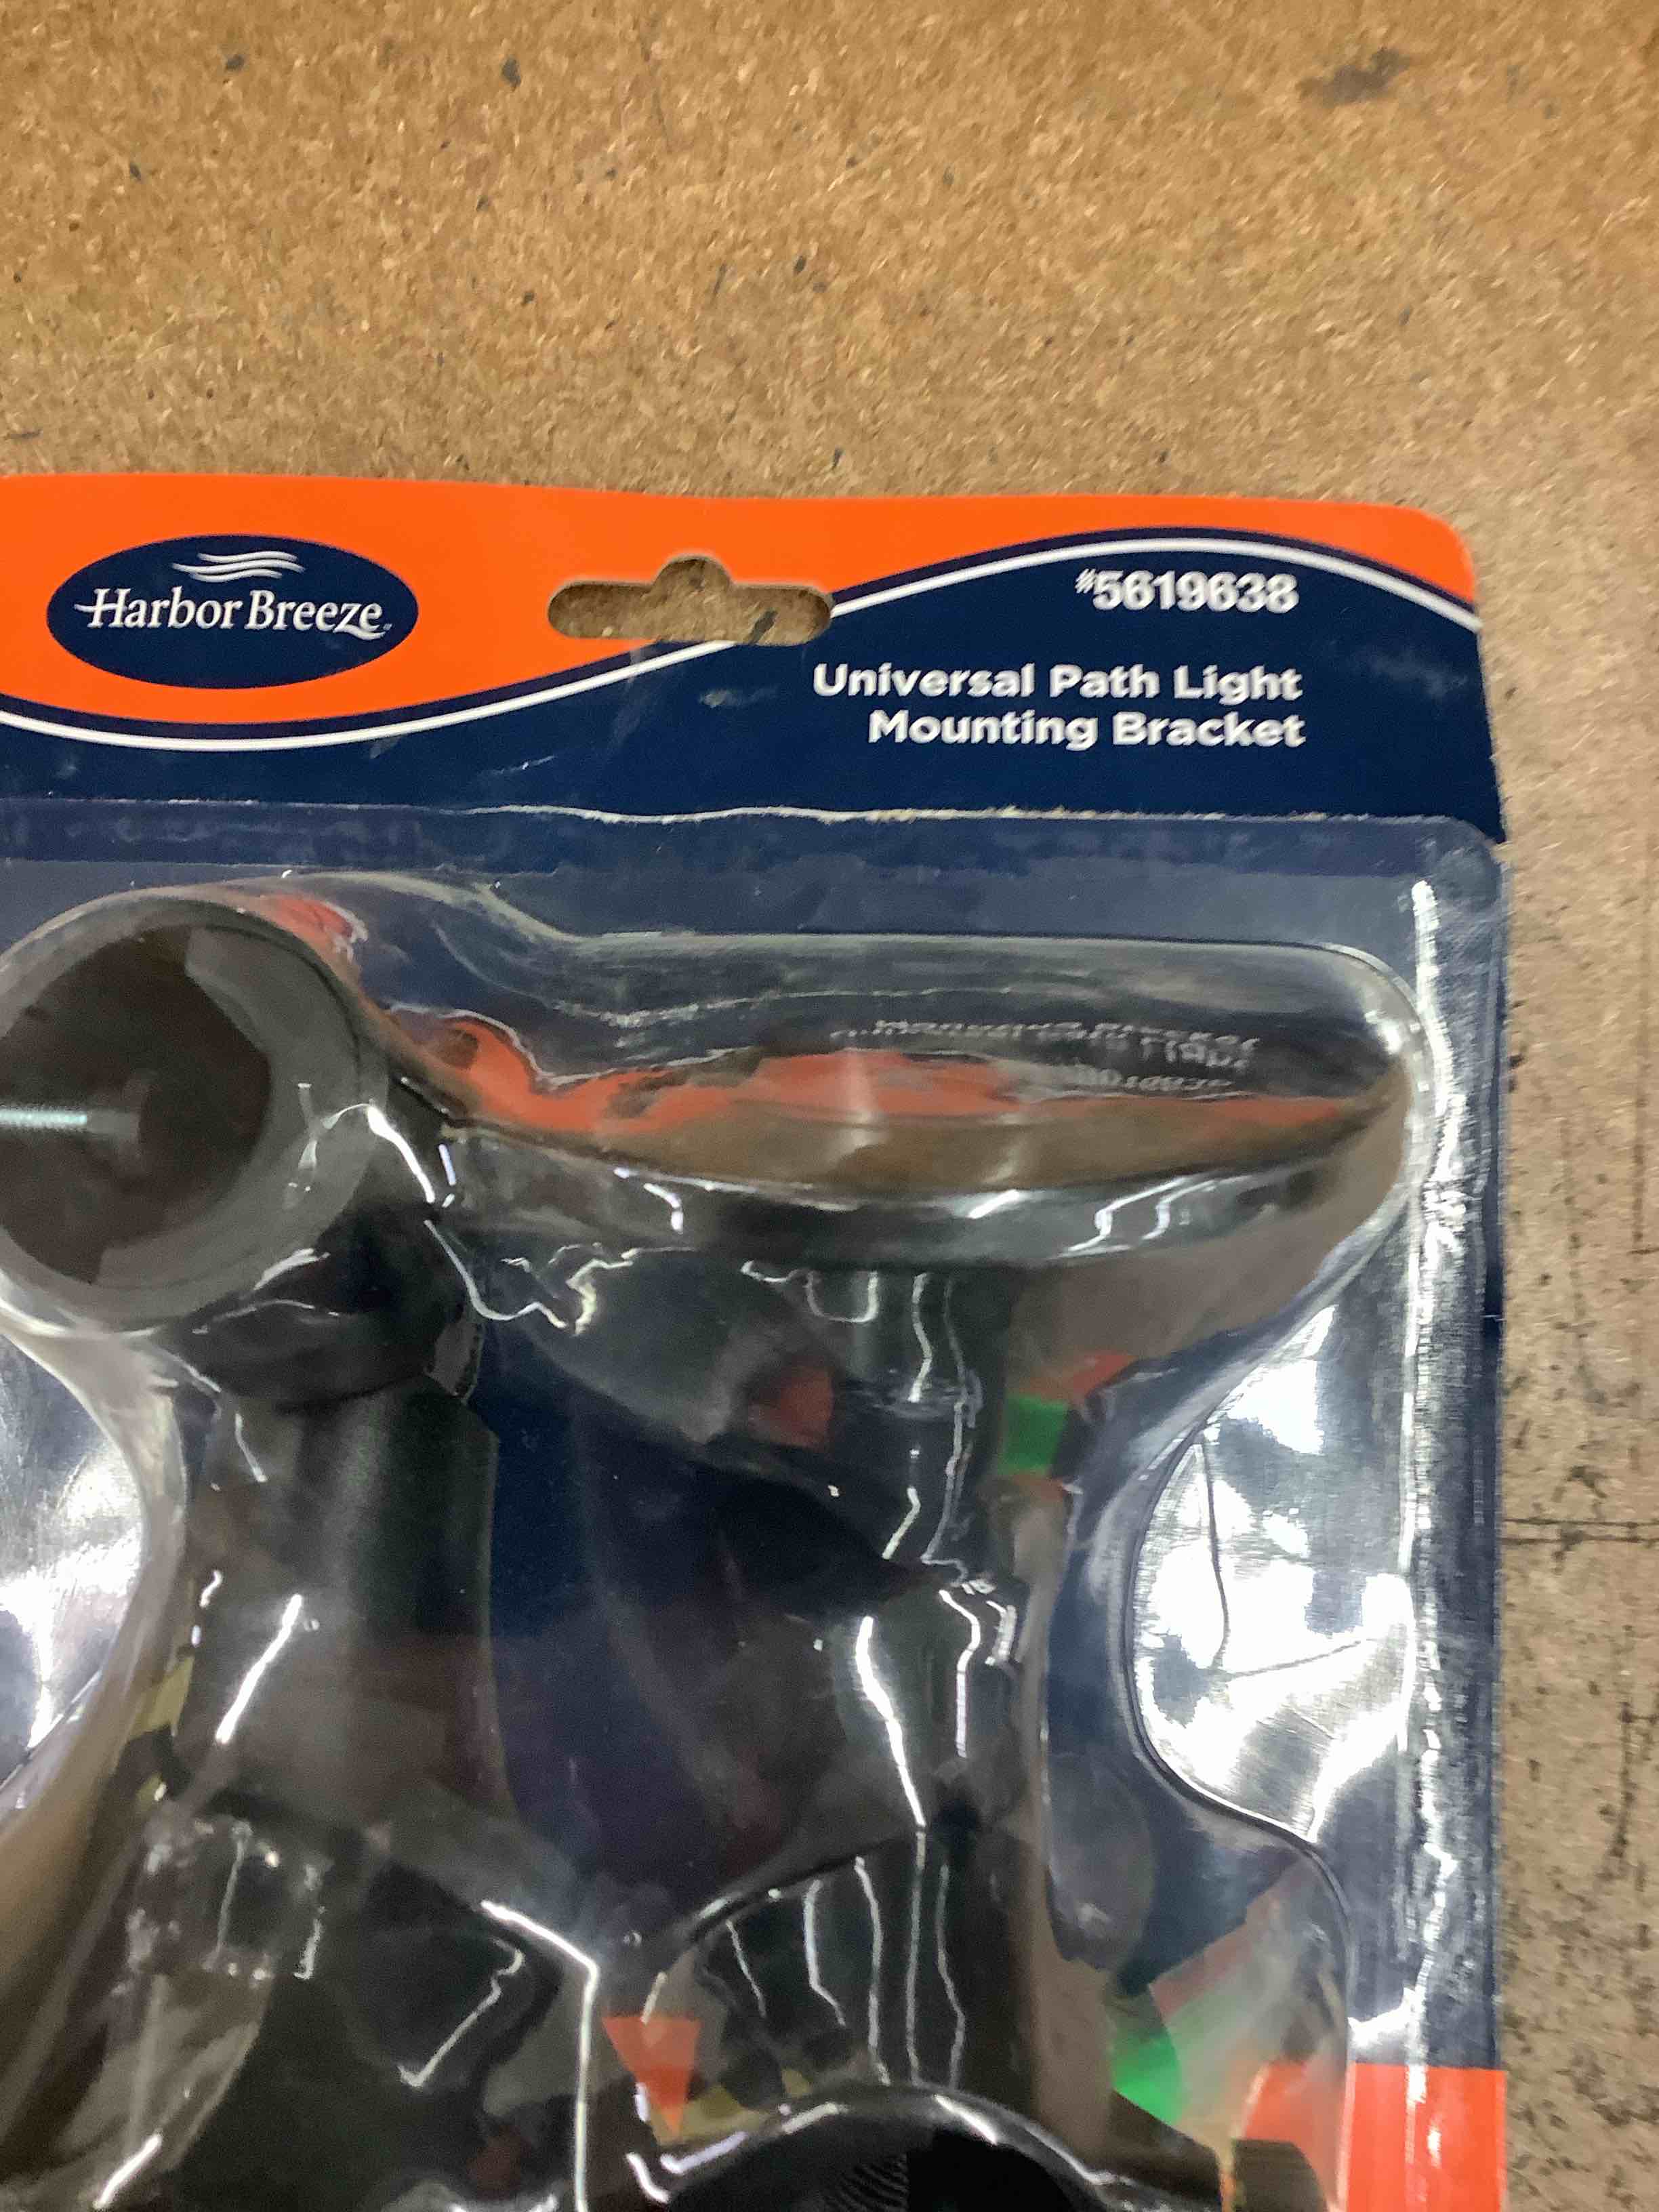 Harbor Breeze
#5619638
Universal Path Light
Mounting Bracket